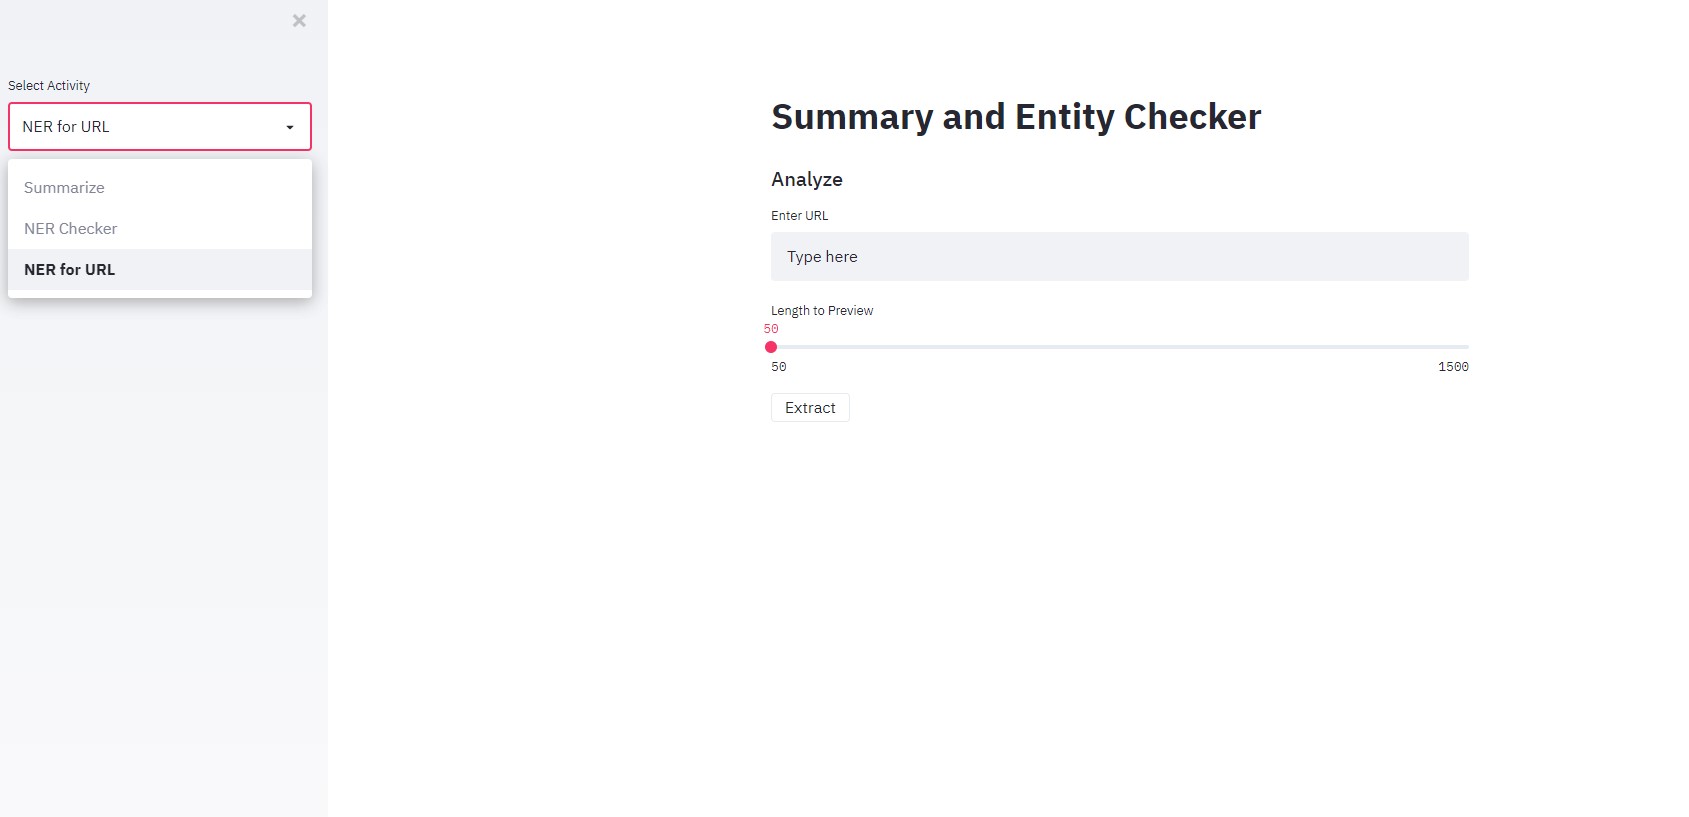 Select Activity
NER for URL
Summarize
NER Checker
NER for URL
Summary and Entity Checker
Analyze
Enter URL
Type here
Length to Preview
50
50 1500
Extract